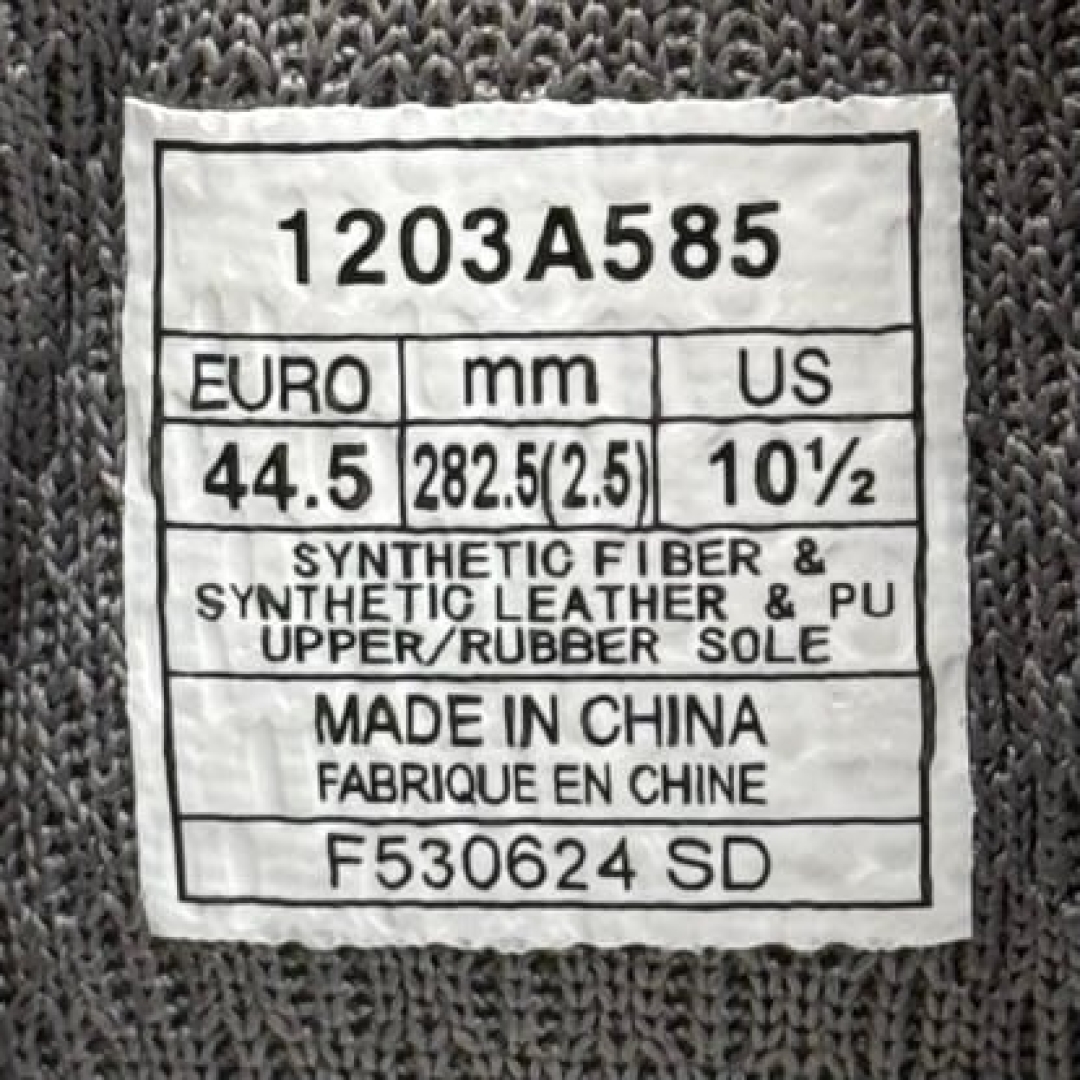 1203A585
EURO mm US
44.5 282.5(2.5) 10½
SYNTHETIC FIBER &
SYNTHETIC LEATHER & PU
UPPER/RUBBER SOLE
MADE IN CHINA
FABRIQUE EN CHINE
F530624 SD